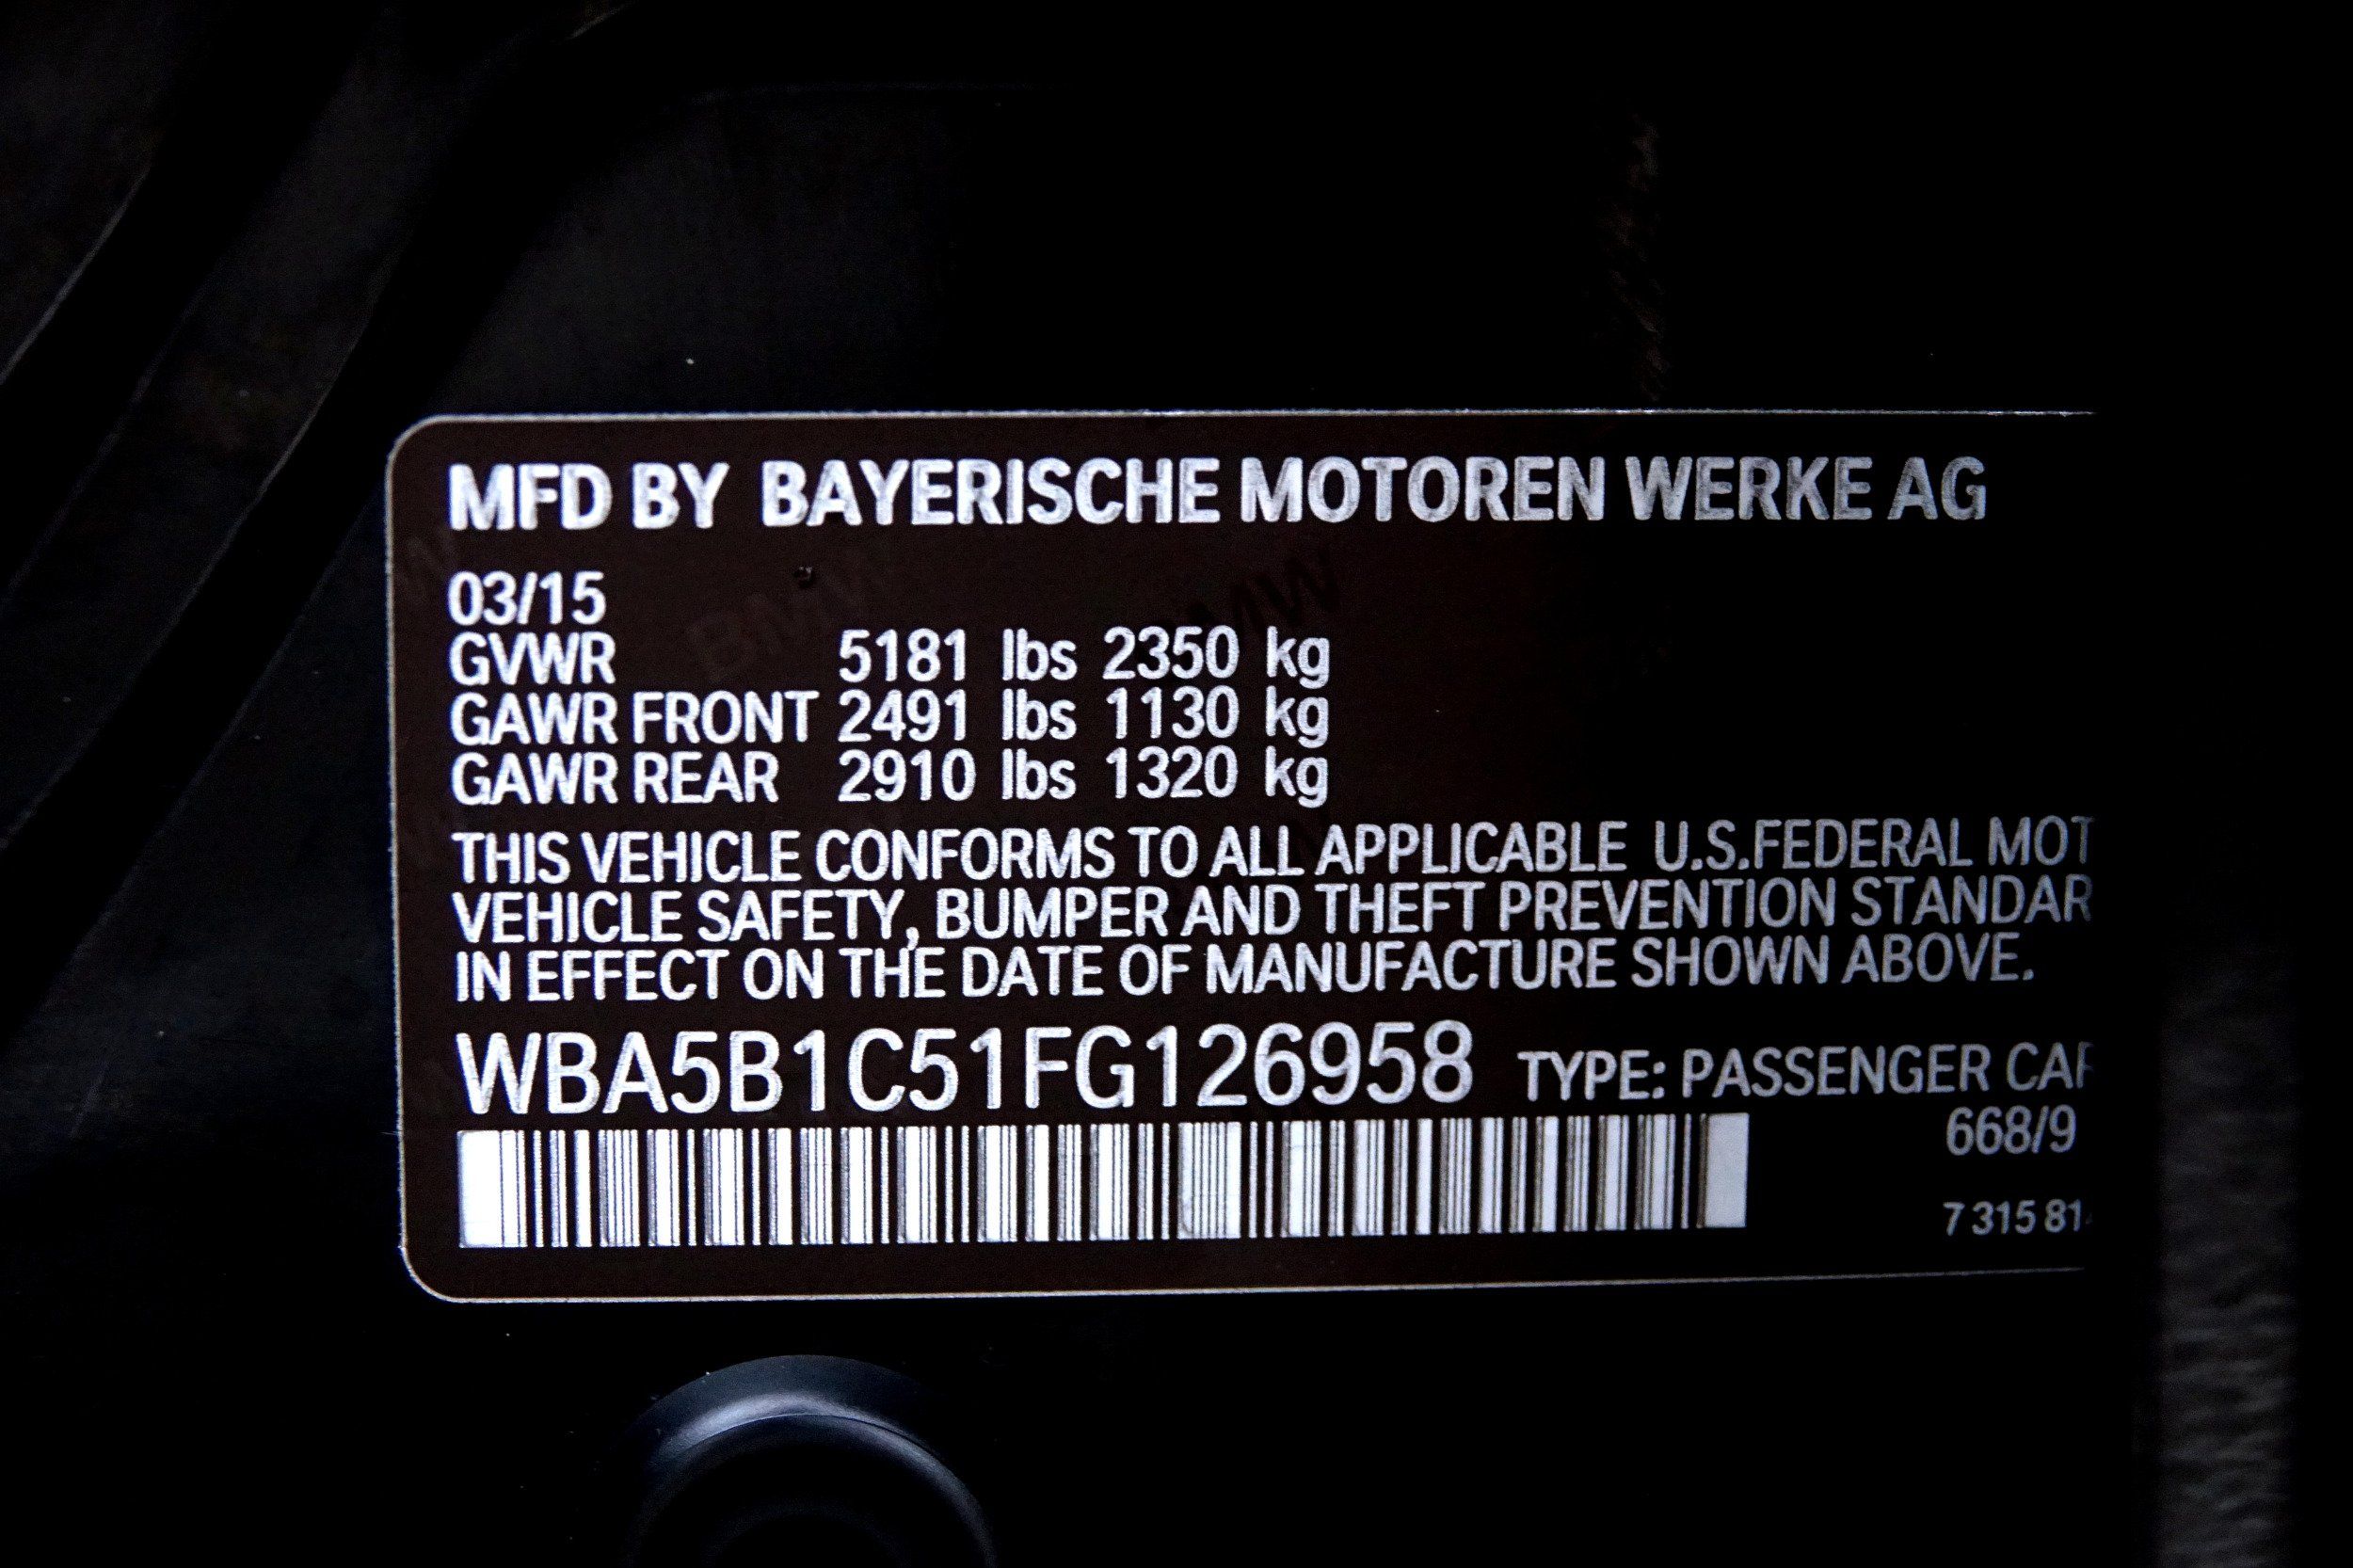 MFD BY BAYERISCHE MOTOREN WERKE AG
03/15
GVWR 5181 lbs 2350 kg
GAWR FRONT 2491 lbs 1130 kg
GAWR REAR 2910 lbs 1320 kg
THIS VEHICLE CONFORMS TO ALL APPLICABLE U.S.FEDERAL MOT
VEHICLE SAFETY, BUMPER AND THEFT PREVENTION STANDAR
IN EFFECT ON THE DATE OF MANUFACTURE SHOWN ABOVE.
WBA5B1C51FG126958 TYPE: PASSENGER CAR
668/9
7 315 81